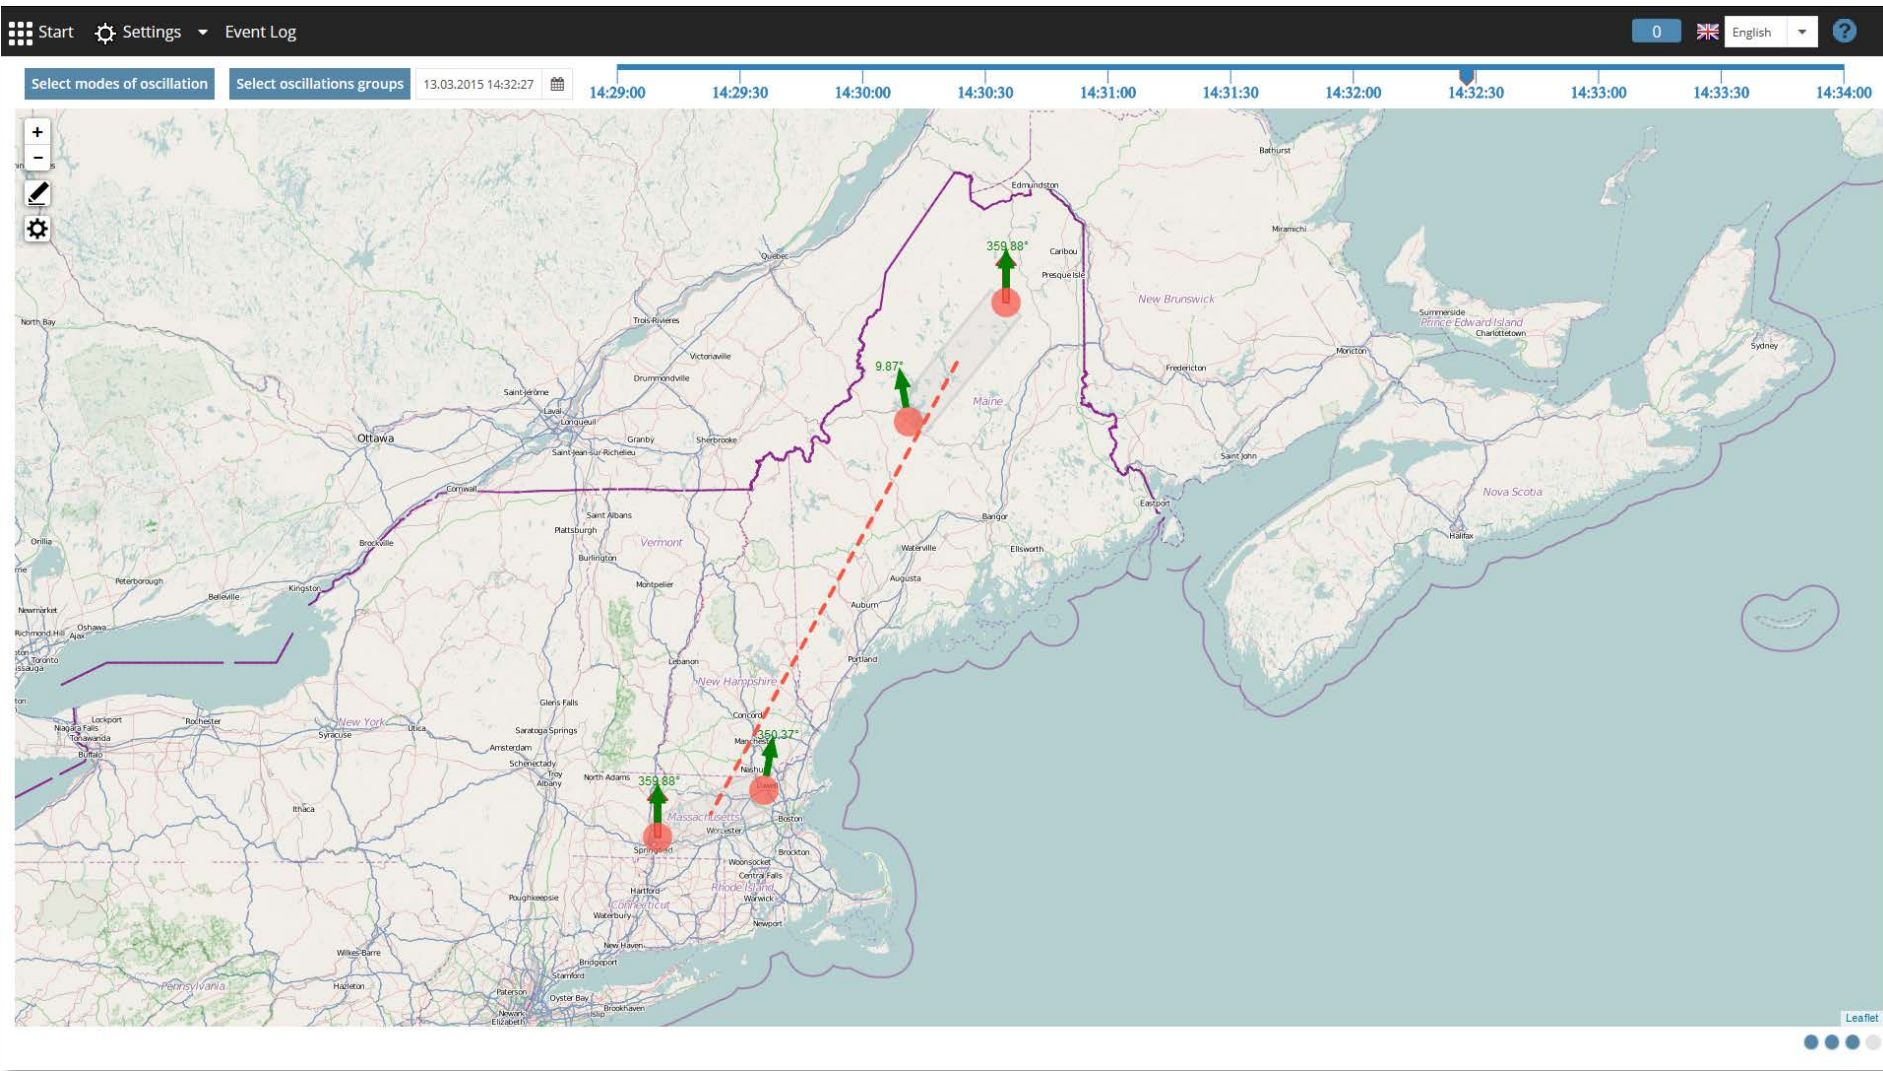 Start Settings Event Log 0 English ?
Select modes of oscillation Select oscillations groups 13.03.2015 14:32:27
14:29:00 14:29:30 14:30:00 14:30:30 14:31:00 14:31:30 14:32:00 14:32:30 14:33:00 14:33:30 14:34:00
+
−
Bathurst
Edmundston
Miramichi
359.88°
Caribou
Quebec
Presque Isle
New Brunswick
Summerside
Trois-Rivières
North Bay
Prince Edward Island
Charlottetown
Sydney
Moncton
Victoriaville
9.87°
Fredericton
Drummondville
Saint-Jérôme
Maine
Laval
Longueuil
Ottawa
Granby
Sherbrooke
Saint-Jean-sur-Richelieu
Saint John
Cornwall
Nova Scotia
Eastport
Saint Albans
Bangor
Plattsburgh
Halifax
Orillia
Brockville
Vermont
Waterville
Ellsworth
Burlington
Augusta
Peterborough
Kingston
Montpelier
Belleville
Auburn
Newmarket
Oshawa
Richmond Hill
Ajax
Toronto
Lebanon
Portland
New Hampshire
Glens Falls
Concord
Lockport
Rochester
New York
Niagara Falls
Utica
Saratoga Springs
Syracuse
Tonawanda
350.37°
Amsterdam
Buffalo
Schenectady
Troy
North Adams
359.88°
Albany
Ithaca
Massachusetts
Boston
Worcester
Brockton
Woonsocket
Central Falls
Hartford
Rhode Island
Poughkeepsie
Connecticut
Warwick
Waterbury
Newport
New Haven
Wilkes-Barre
Bridgeport
Stamford
Pennsylvania
Hazleton
Paterson
Oyster Bay
Brookhaven
Newark
Islip
Elizabeth
Leaflet